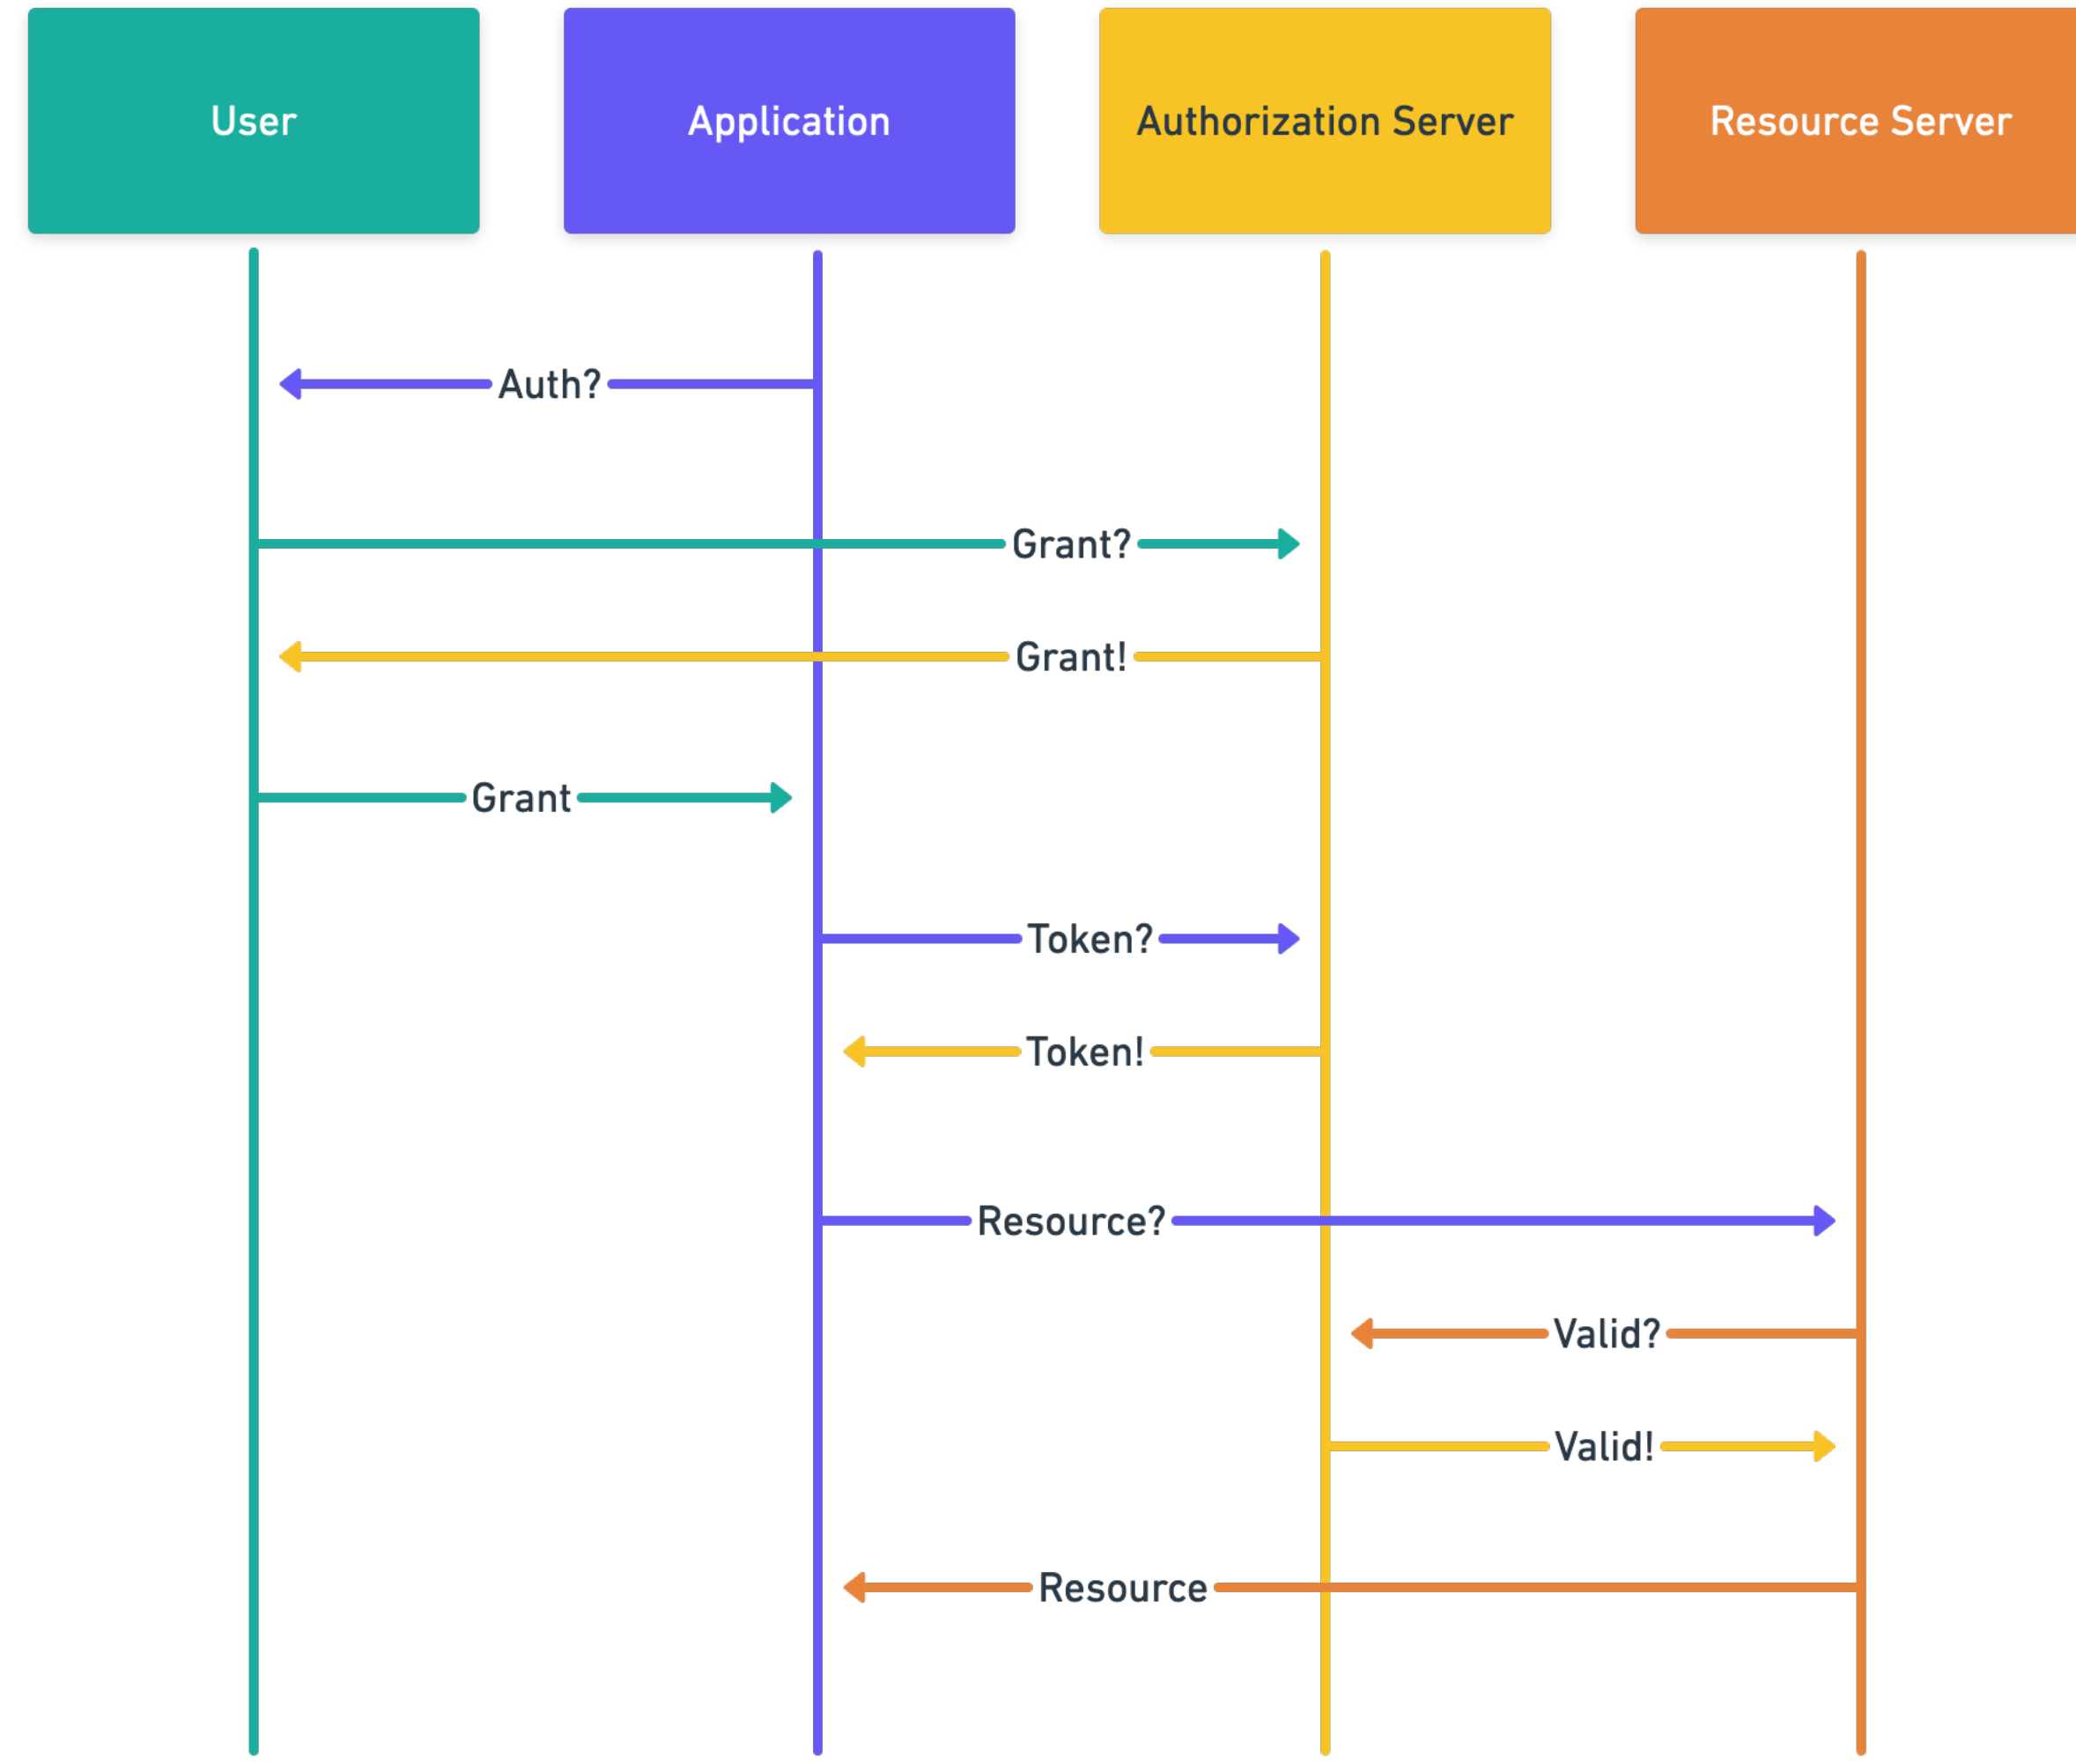 User
Application
Authorization Server
Resource Server
Auth?
Grant?
Grant!
Grant
Token?
Token!
Resource?
Valid?
Valid!
Resource